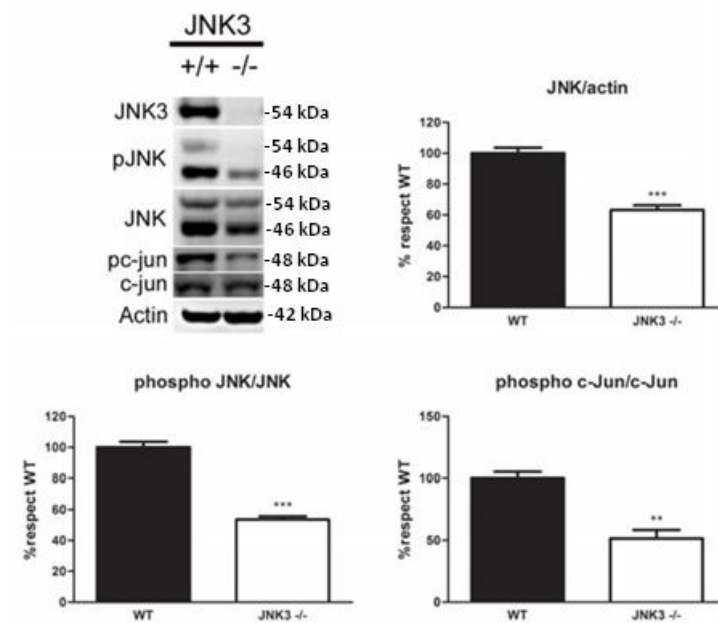 JNK3
+/+ -/-
JNK3 -54 kDa
pJNK -54 kDa
-46 kDa
JNK -54 kDa
-46 kDa
pc-jun -48 kDa
c-jun -48 kDa
Actin -42 kDa
JNK/actin
% respect WT
120
100
80
60
40
20
0
***
WT JNK3 -/-
phospho JNK/JNK
%respect WT
120
100
80
60
40
20
0
***
WT JNK3 -/-
phospho c-Jun/c-Jun
%respect WT
150
100
50
0
**
WT JNK3 -/-